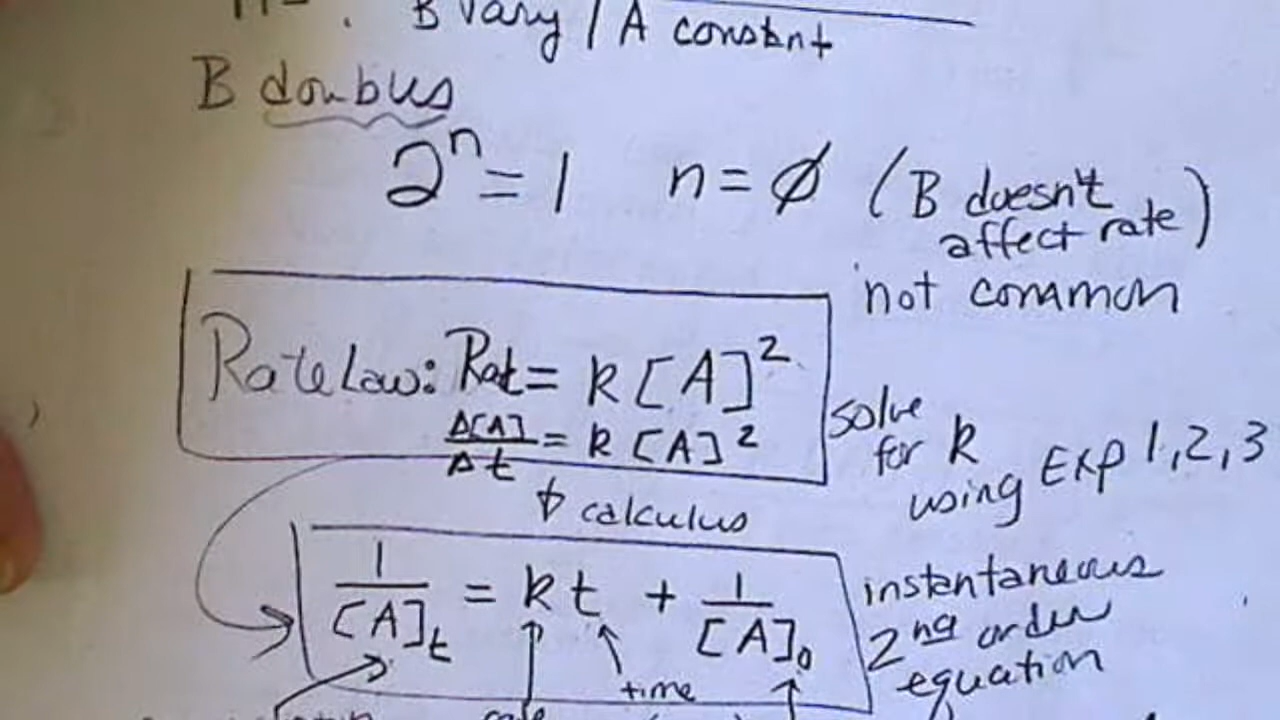 B vary / A constant
B doubles
2ⁿ = 1 n = ∅ (B doesn't affect rate)
not common
Rate Law: Rat = k [A]²
Δ[A]/Δt = k [A]²
solve for k using Exp 1,2,3
calculus
1/[A]ₜ = kt + 1/[A]₀
instantaneous
2nd order
equation
time